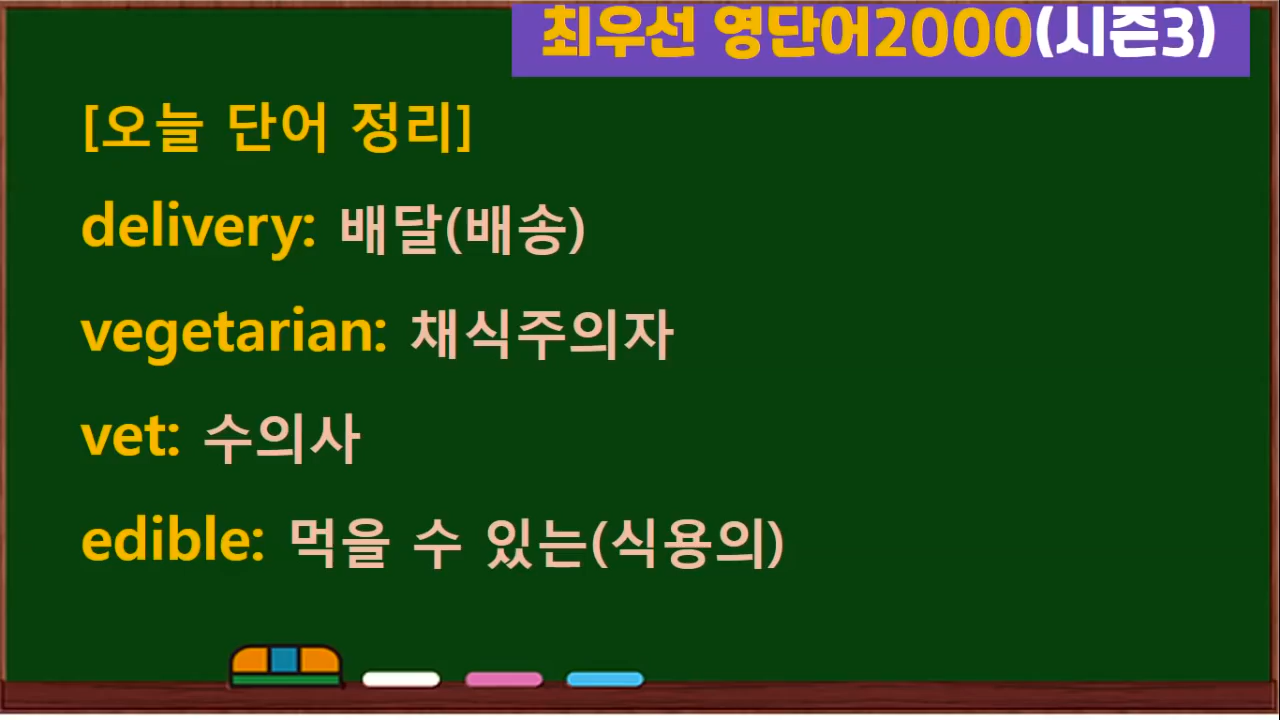 최우선 영단어2000(시즌3)
[오늘 단어 정리]
delivery: 배달(배송)
vegetarian: 채식주의자
vet: 수의사
edible: 먹을 수 있는(식용의)